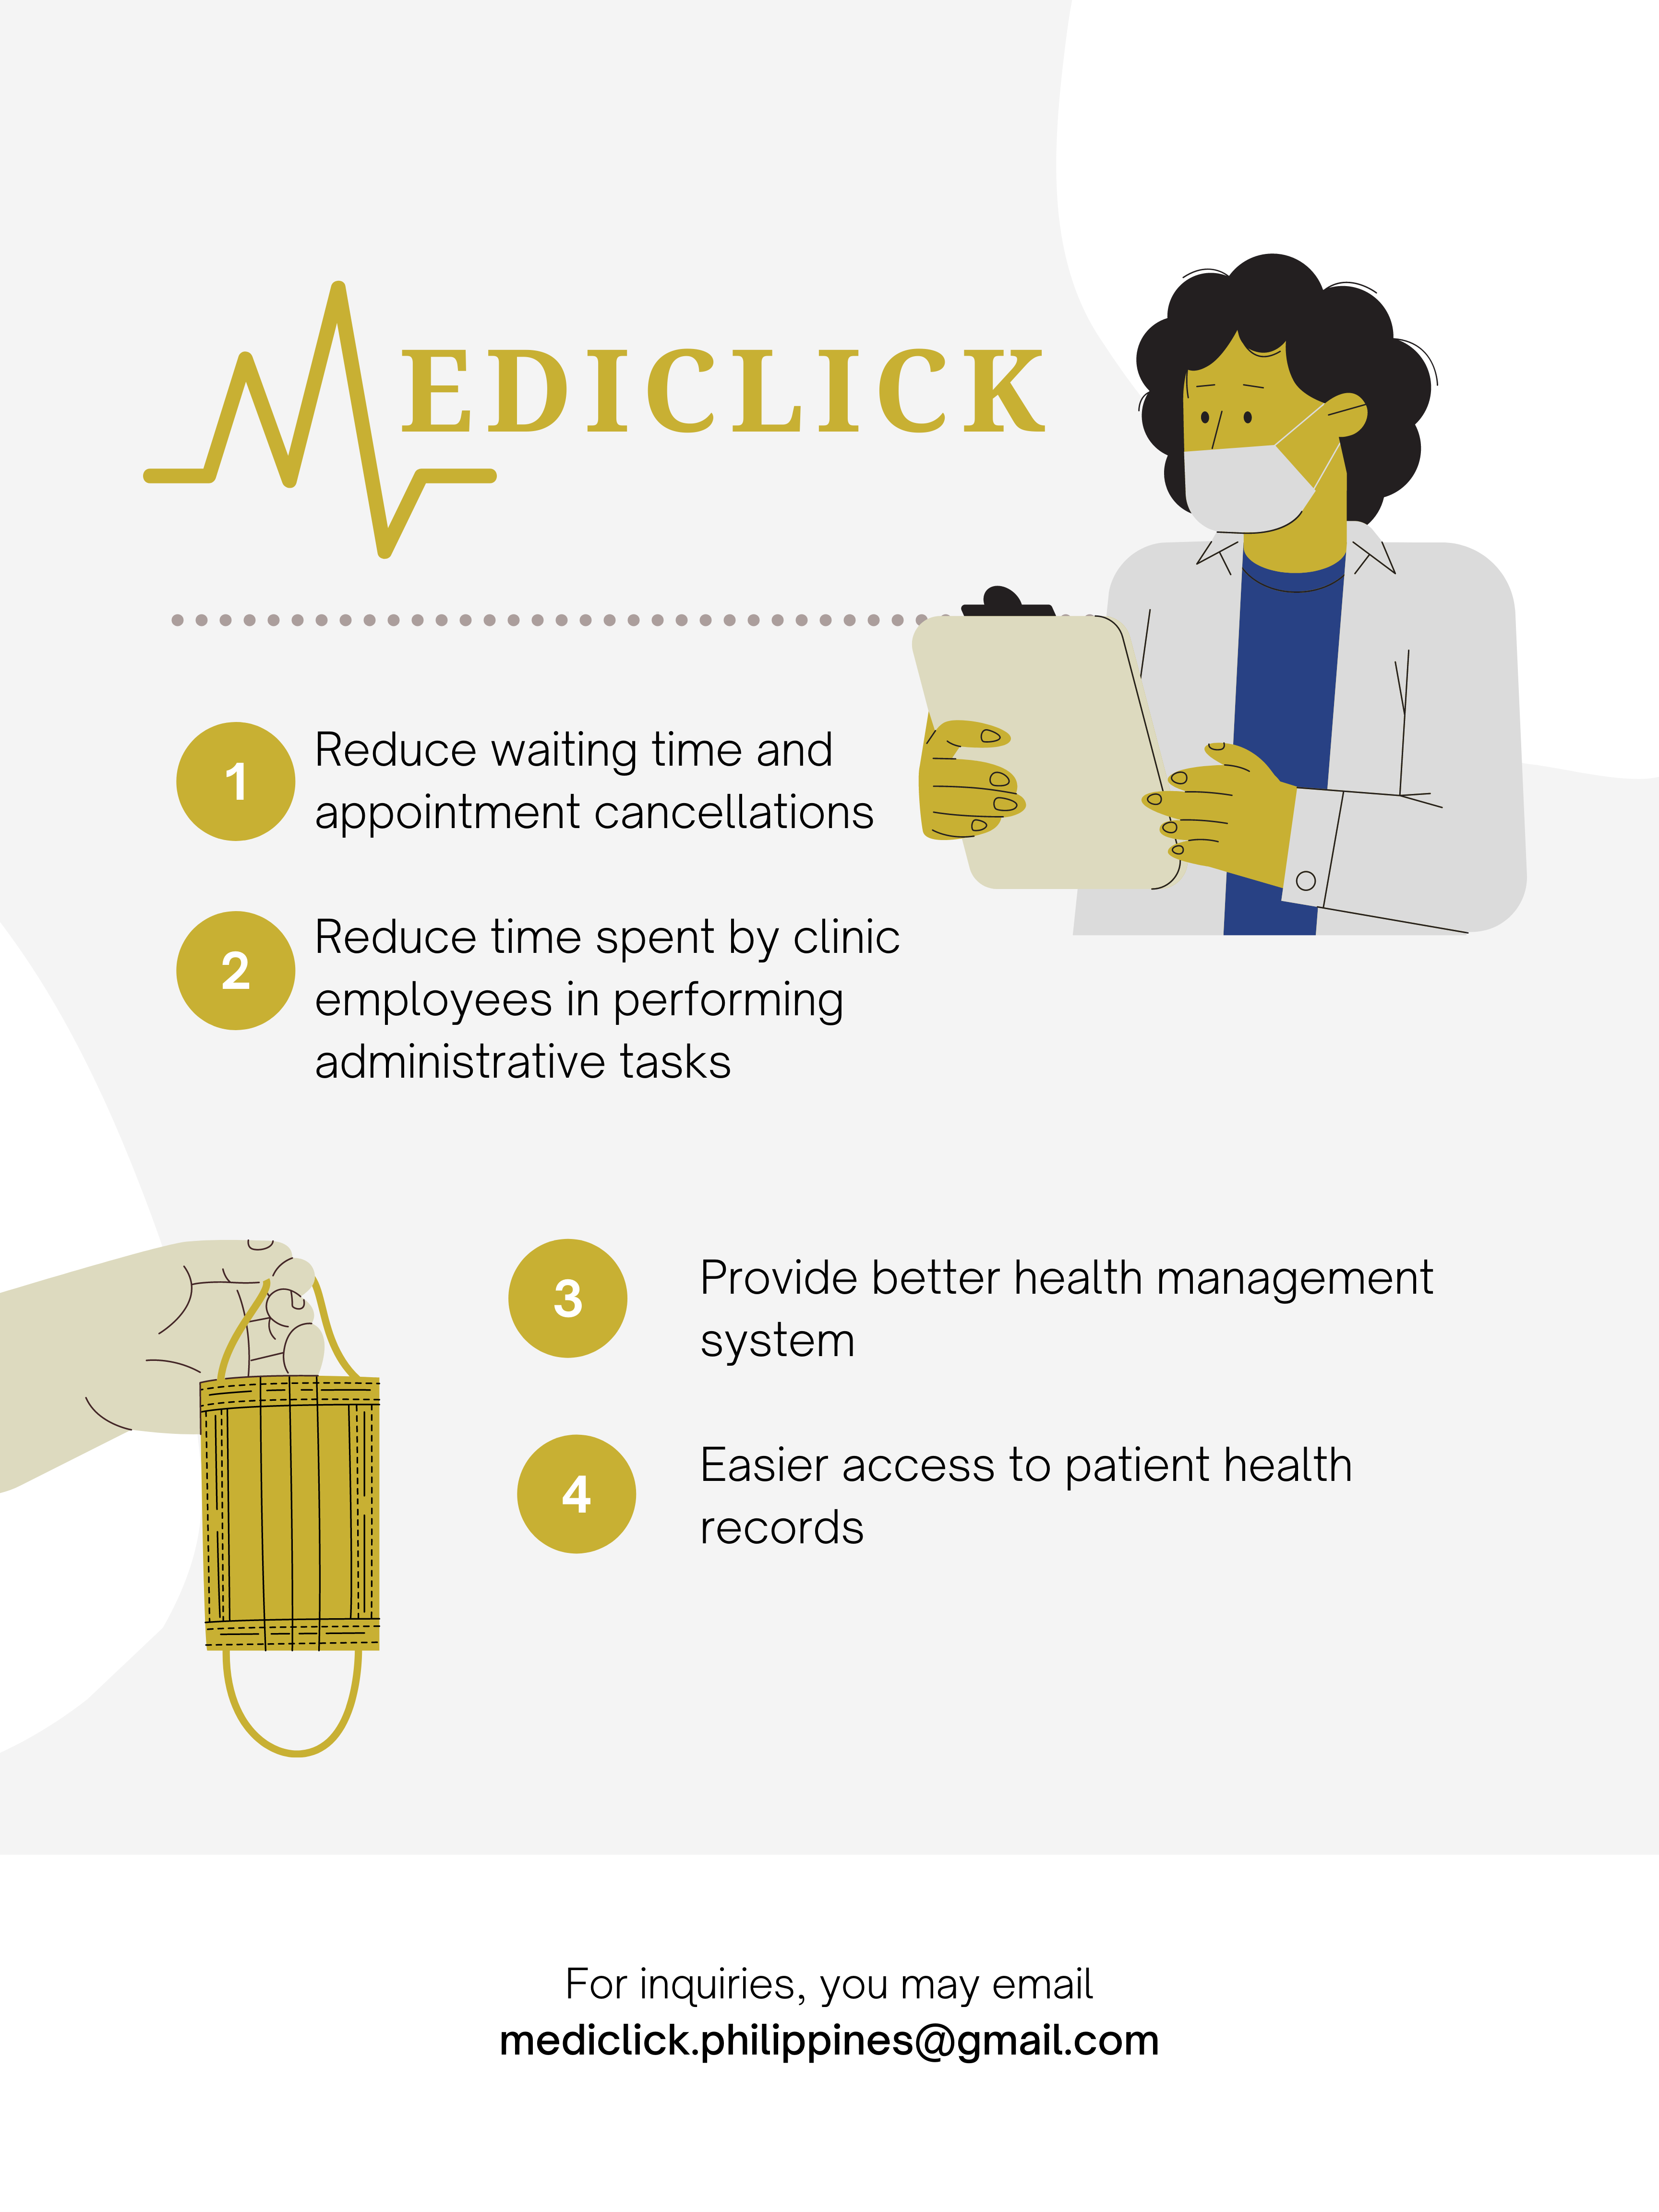 MEDICLICK
1
Reduce waiting time and
appointment cancellations
2
Reduce time spent by clinic
employees in performing
administrative tasks
3
Provide better health management
system
4
Easier access to patient health
records
For inquiries, you may email
mediclick.philippines@gmail.com